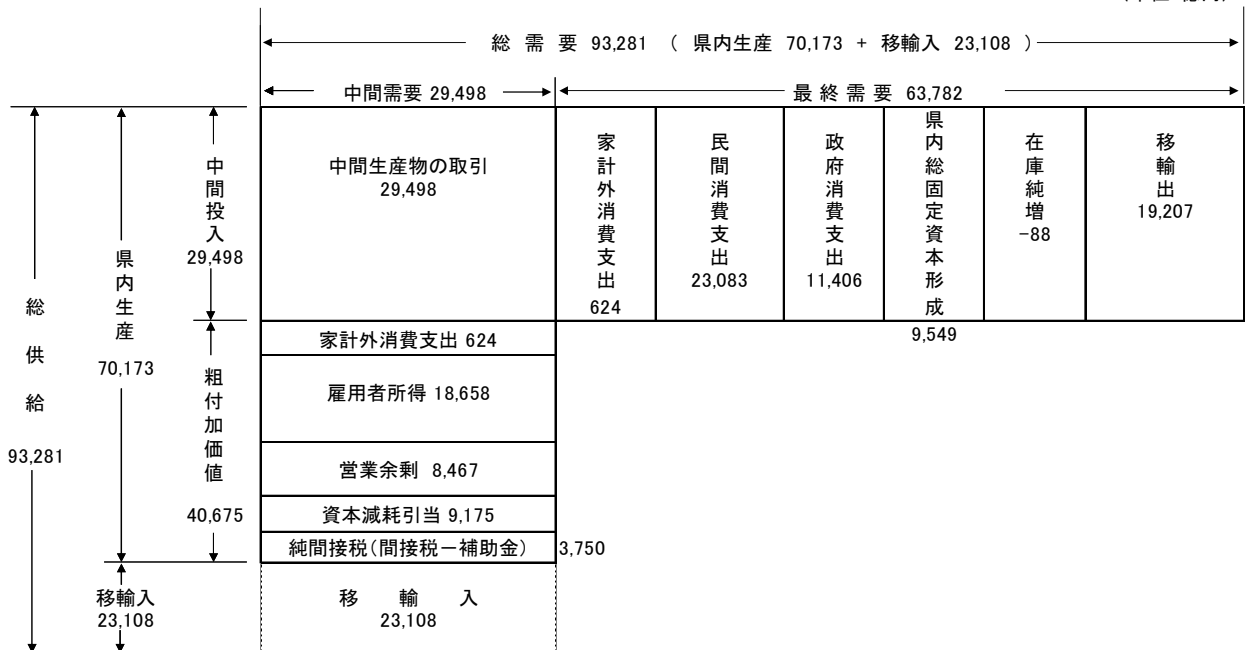 総 需 要 93,281 ( 県内生産 70,173 + 移輸入 23,108 )
中間需要 29,498
最 終 需 要 63,782
中間投入
29,498
中間生産物の取引
29,498
家計外消費支出
624
民間消費支出
23,083
政府消費支出
11,406
県内総固定資本形成
9,549
在庫純増
-88
移輸出
19,207
総供給
93,281
県内生産
70,173
粗付加価値
40,675
家計外消費支出 624
雇用者所得 18,658
営業余剰 8,467
資本減耗引当 9,175
純間接税(間接税－補助金) 3,750
移輸入
23,108
移 輸 入
23,108